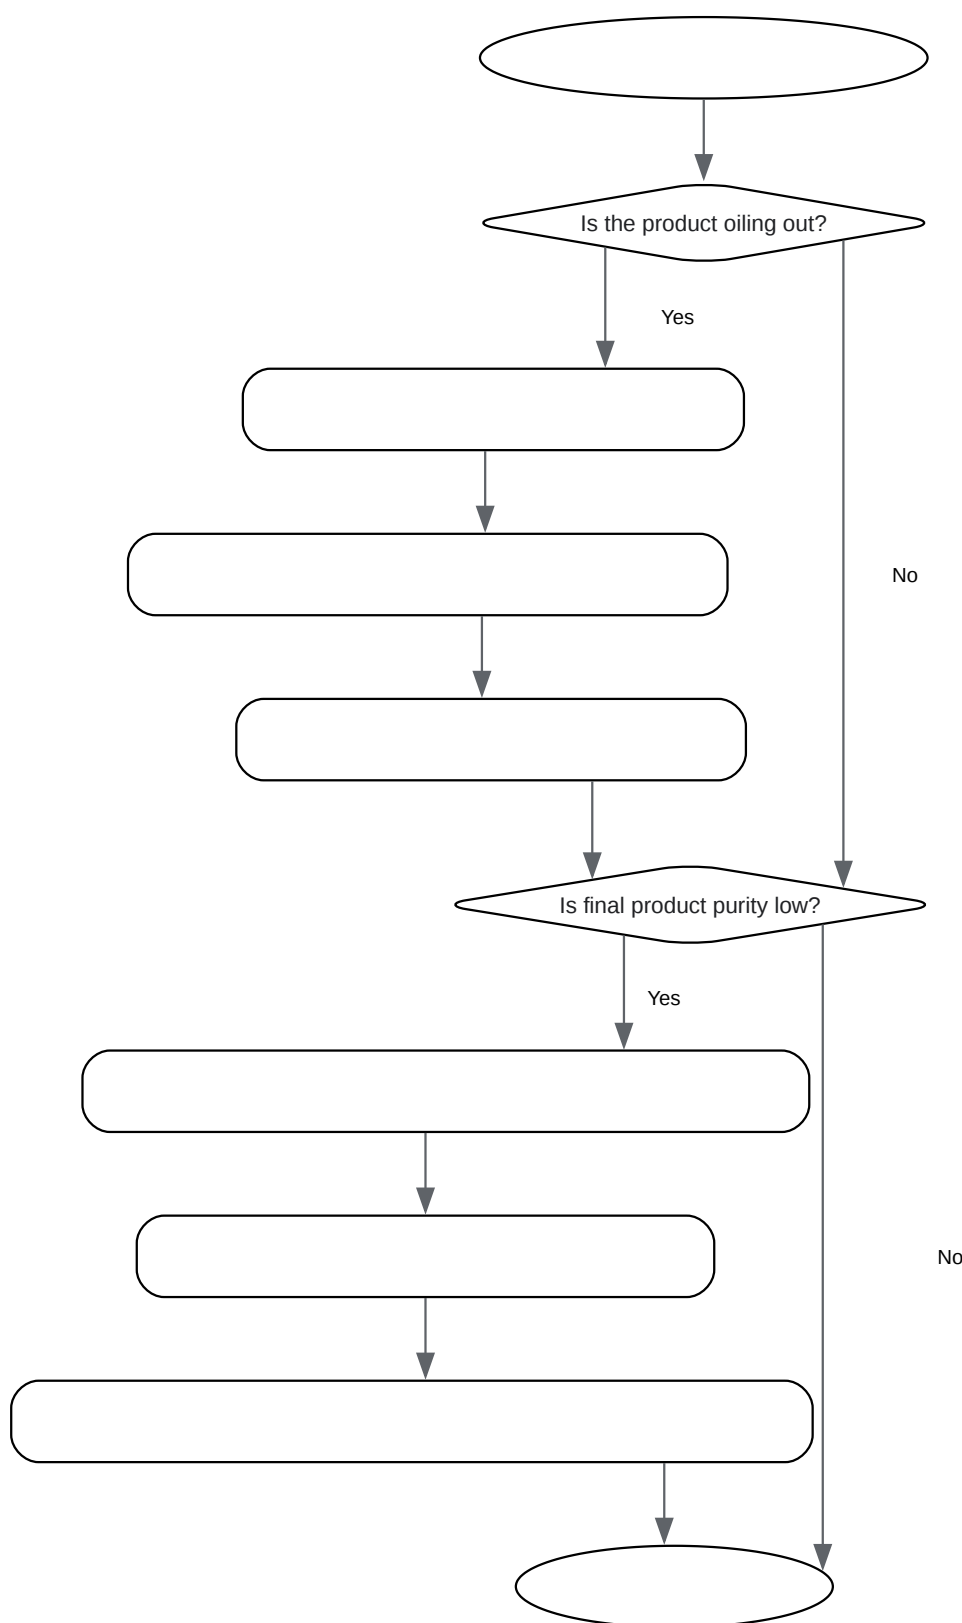 Is the product oiling out?
Yes
No
Is final product purity low?
Yes
No